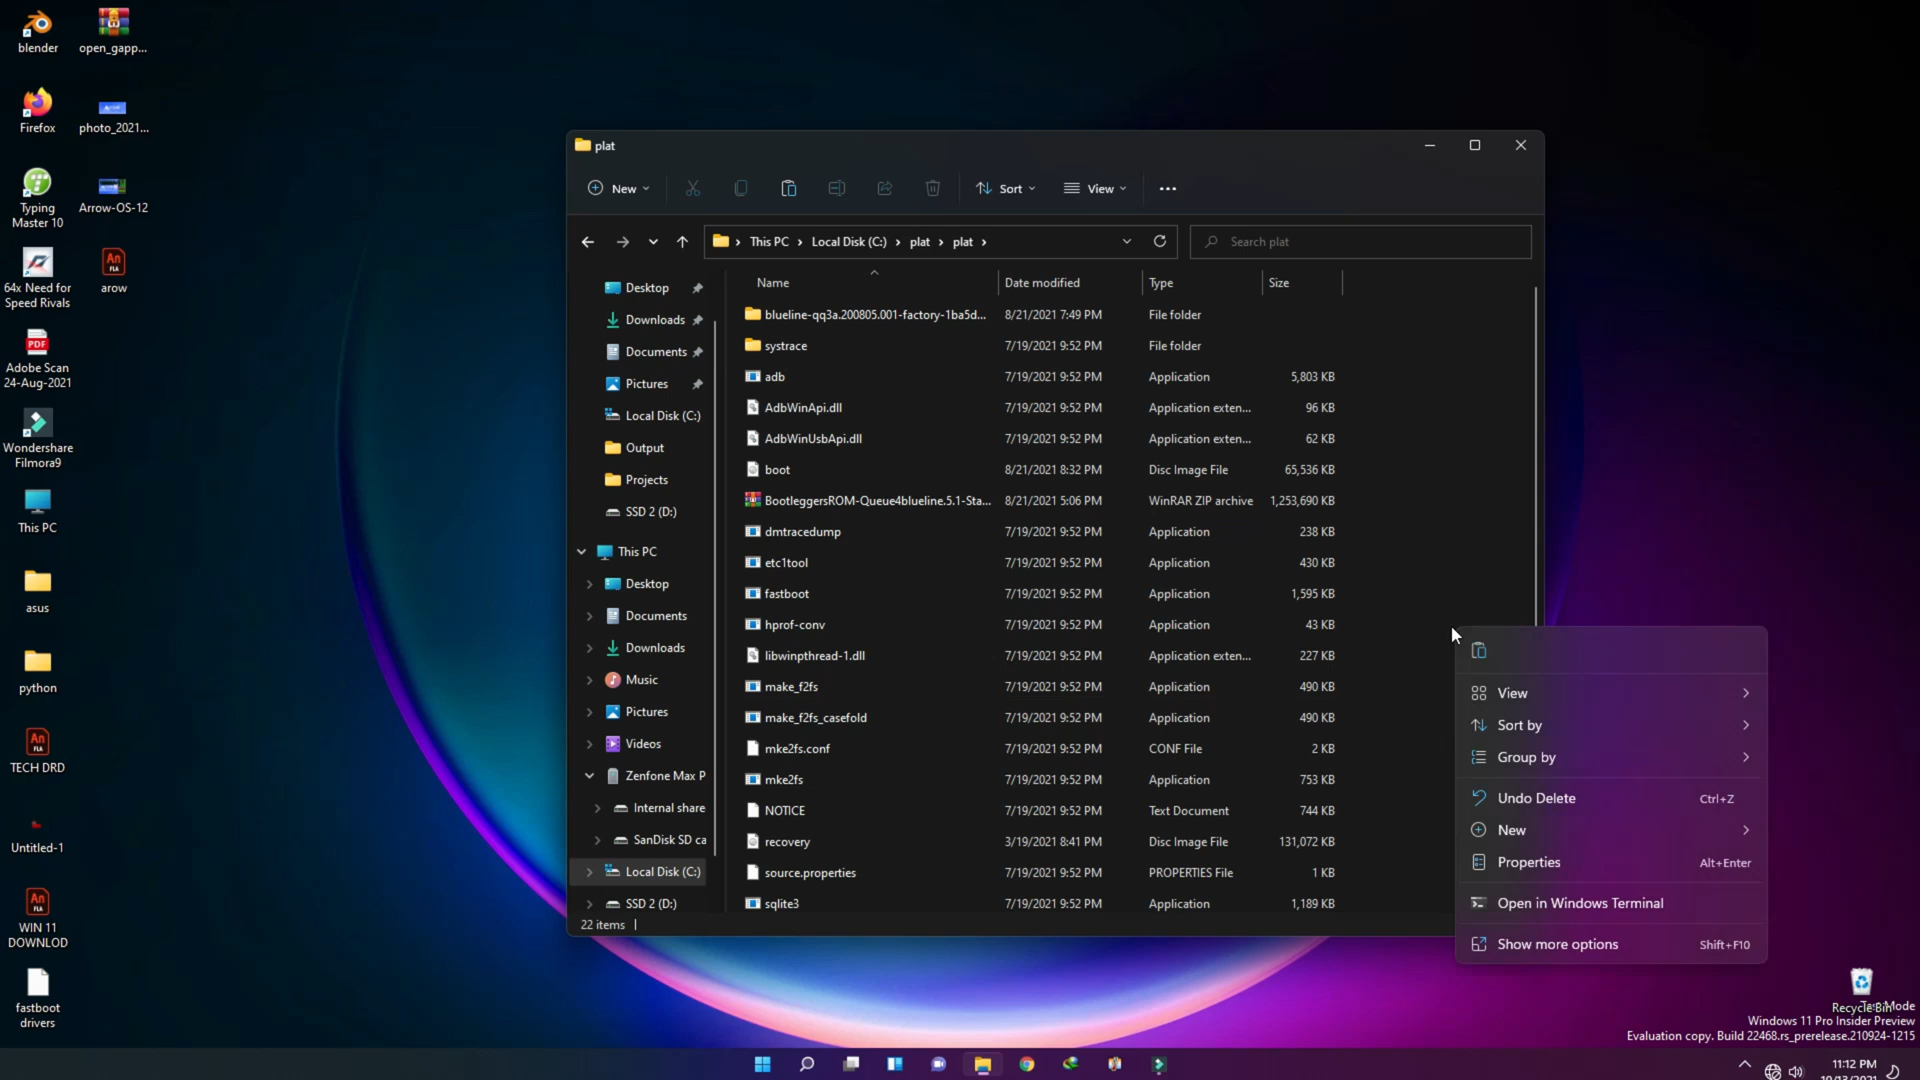 blender
open_gapp...
Firefox
photo_2021...
Typing
Master 10
Arrow-OS-12
64x Need for
Speed Rivals
An
FLA
arow
PDF
Adobe Scan
24-Aug-2021
Wondershare
Filmora9
This PC
asus
python
An
FLA
TECH DRD
Untitled-1
An
FLA
WIN 11
DOWNLOD
fastboot
drivers
plat
New
Sort
View
This PC
Local Disk (C:)
plat
plat
Search plat
Name
Date modified
Type
Size
Desktop
Downloads
Documents
Pictures
Local Disk (C:)
Output
Projects
SSD 2 (D:)
This PC
Desktop
Documents
Downloads
Music
Pictures
Videos
Zenfone Max P
Internal share
SanDisk SD ca
Local Disk (C:)
SSD 2 (D:)
blueline-qq3a.200805.001-factory-1ba5d... 8/21/2021 7:49 PM File folder
systrace 7/19/2021 9:52 PM File folder
adb 7/19/2021 9:52 PM Application 5,803 KB
AdbWinApi.dll 7/19/2021 9:52 PM Application exten... 96 KB
AdbWinUsbApi.dll 7/19/2021 9:52 PM Application exten... 62 KB
boot 8/21/2021 8:32 PM Disc Image File 65,536 KB
BootleggersROM-Queue4blueline.5.1-Sta... 8/21/2021 5:06 PM WinRAR ZIP archive 1,253,690 KB
dmtracedump 7/19/2021 9:52 PM Application 238 KB
etc1tool 7/19/2021 9:52 PM Application 430 KB
fastboot 7/19/2021 9:52 PM Application 1,595 KB
hprof-conv 7/19/2021 9:52 PM Application 43 KB
libwinpthread-1.dll 7/19/2021 9:52 PM Application exten... 227 KB
make_f2fs 7/19/2021 9:52 PM Application 490 KB
make_f2fs_casefold 7/19/2021 9:52 PM Application 490 KB
mke2fs.conf 7/19/2021 9:52 PM CONF File 2 KB
mke2fs 7/19/2021 9:52 PM Application 753 KB
NOTICE 7/19/2021 9:52 PM Text Document 744 KB
recovery 3/19/2021 8:41 PM Disc Image File 131,072 KB
source.properties 7/19/2021 9:52 PM PROPERTIES File 1 KB
sqlite3 7/19/2021 9:52 PM Application 1,189 KB
22 items
View
Sort by
Group by
Undo Delete Ctrl+Z
New
Properties Alt+Enter
Open in Windows Terminal
Show more options Shift+F10
Recycle Bin
Mode
Windows 11 Pro Insider Preview
Evaluation copy. Build 22468.rs_prerelease.210924-1215
11:12 PM
10/13/2021